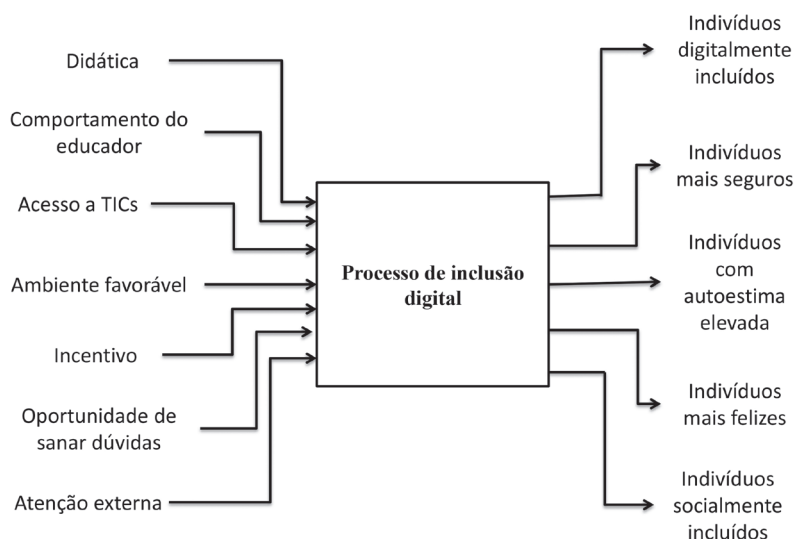 Didática
Comportamento do
educador
Acesso a TICs
Ambiente favorável
Incentivo
Oportunidade de
sanar dúvidas
Atenção externa
Processo de inclusão
digital
Indivíduos
digitalmente
incluídos
Indivíduos
mais seguros
Indivíduos
com
autoestima
elevada
Indivíduos
mais felizes
Indivíduos
socialmente
incluídos